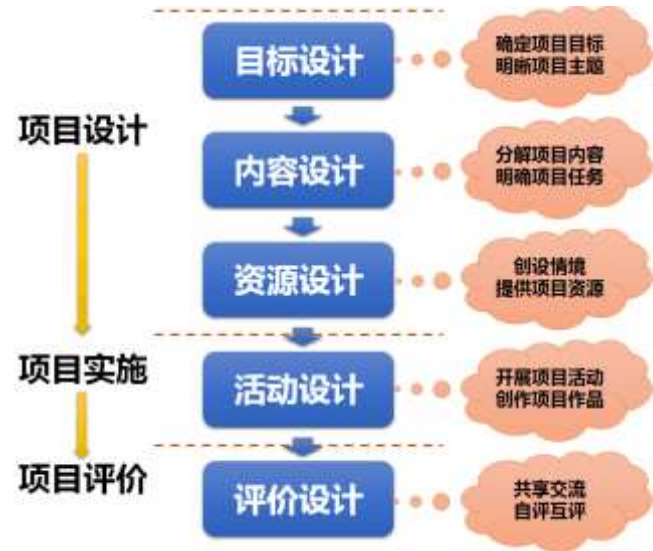 目标设计
确定项目目标
明晰项目主题
项目设计
内容设计
分解项目内容
明确项目任务
资源设计
创设情境
提供项目资源
项目实施
活动设计
开展项目活动
创作项目作品
项目评价
评价设计
共享交流
自评互评